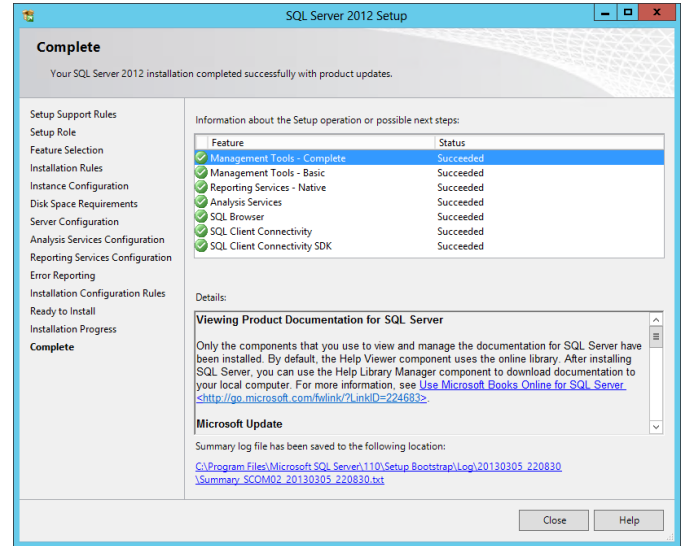 SQL Server 2012 Setup
Complete
Your SQL Server 2012 installation completed successfully with product updates.
Setup Support Rules
Setup Role
Feature Selection
Installation Rules
Instance Configuration
Disk Space Requirements
Server Configuration
Analysis Services Configuration
Reporting Services Configuration
Error Reporting
Installation Configuration Rules
Ready to Install
Installation Progress
Complete
Information about the Setup operation or possible next steps:
Feature Status
Management Tools - Complete Succeeded
Management Tools - Basic Succeeded
Reporting Services - Native Succeeded
Analysis Services Succeeded
SQL Browser Succeeded
SQL Client Connectivity Succeeded
SQL Client Connectivity SDK Succeeded
Details:
Viewing Product Documentation for SQL Server
Only the components that you use to view and manage the documentation for SQL Server have
been installed. By default, the Help Viewer component uses the online library. After installing
SQL Server, you can use the Help Library Manager component to download documentation to
your local computer. For more information, see Use Microsoft Books Online for SQL Server
<http://go.microsoft.com/fwlink/?LinkID=224683>.
Microsoft Update
Summary log file has been saved to the following location:
C:\Program Files\Microsoft SQL Server\110\Setup Bootstrap\Log\20130305_220830
\Summary_SCOM02_20130305_220830.txt
Close Help